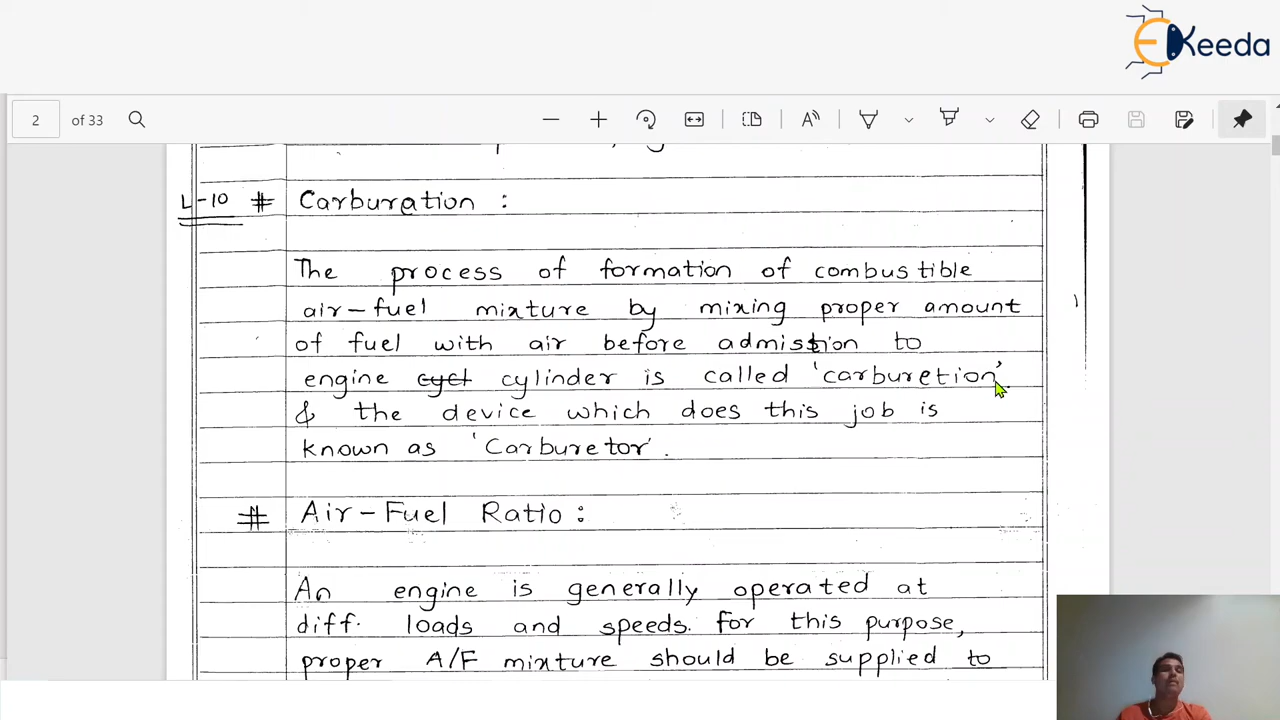 EKeeda
2 of 33
L-10 # Carburation :
The process of formation of combustible
air-fuel mixture by mixing proper amount
of fuel with air before admission to
engine cycl cylinder is called 'carburetion'
& the device which does this job is
known as 'Carburetor'.
# Air-Fuel Ratio :
An engine is generally operated at
diff. loads and speeds. For this purpose,
proper A/F mixture should be supplied to